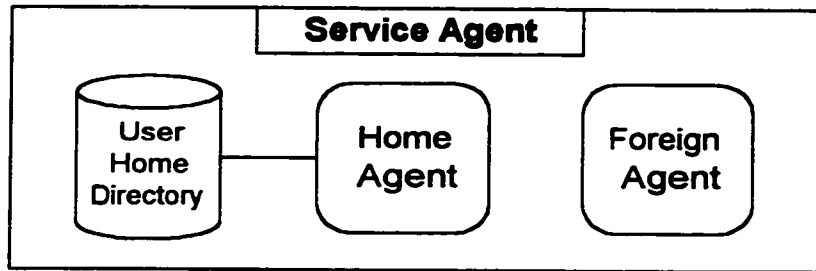 Service Agent
User
Home
Directory
Home
Agent
Foreign
Agent